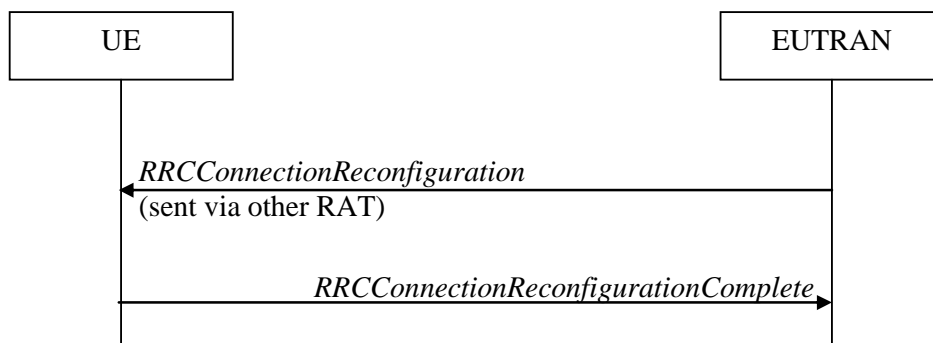 UE
EUTRAN
RRCConnectionReconfiguration
(sent via other RAT)
RRCConnectionReconfigurationComplete